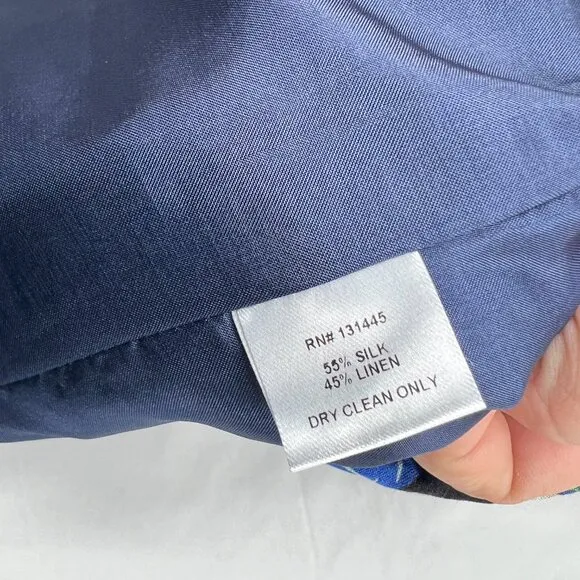 RN# 131445
55% SILK
45% LINEN
DRY CLEAN ONLY